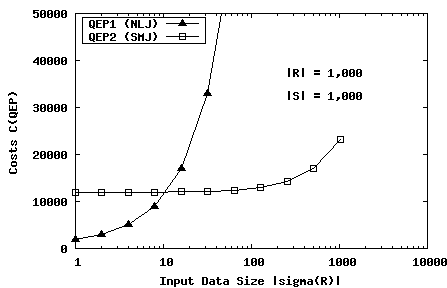 50000
QEP1 (NLJ)
QEP2 (SMJ)
40000
|R| = 1,000
30000
|S| = 1,000
Costs C(QEP)
20000
10000
0
1 10 100 1000 10000
Input Data Size |sigma(R)|